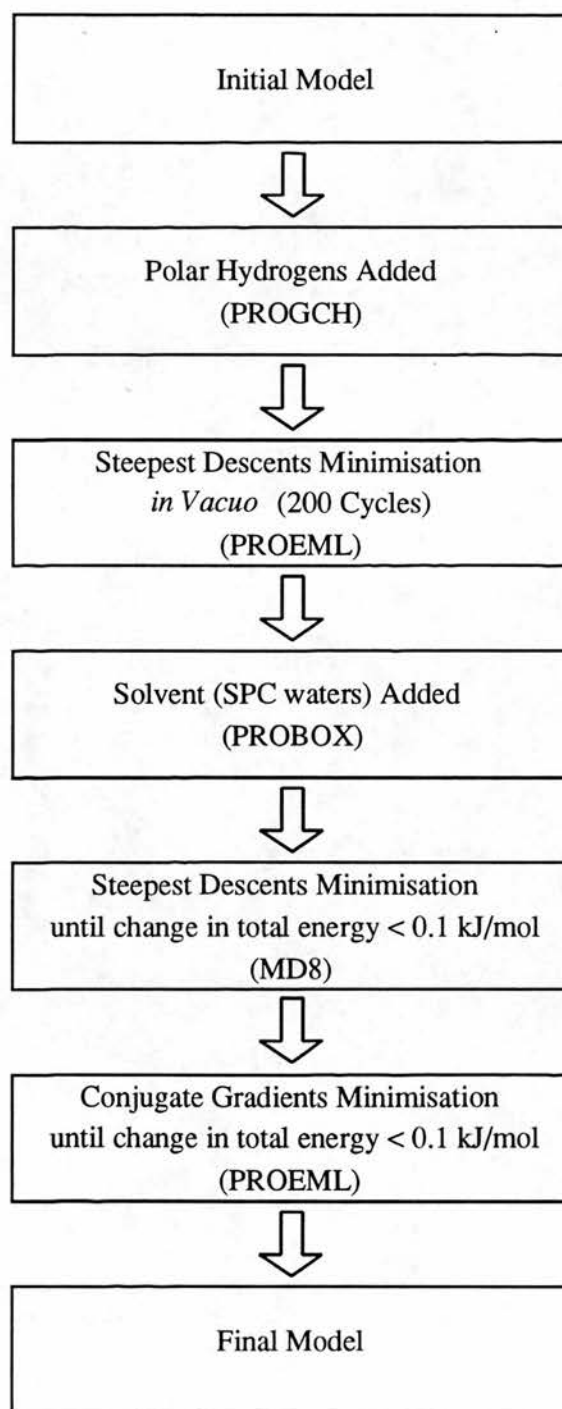 Initial Model
Polar Hydrogens Added
(PROGCH)
Steepest Descents Minimisation
in Vacuo (200 Cycles)
(PROEML)
Solvent (SPC waters) Added
(PROBOX)
Steepest Descents Minimisation
until change in total energy < 0.1 kJ/mol
(MD8)
Conjugate Gradients Minimisation
until change in total energy < 0.1 kJ/mol
(PROEML)
Final Model